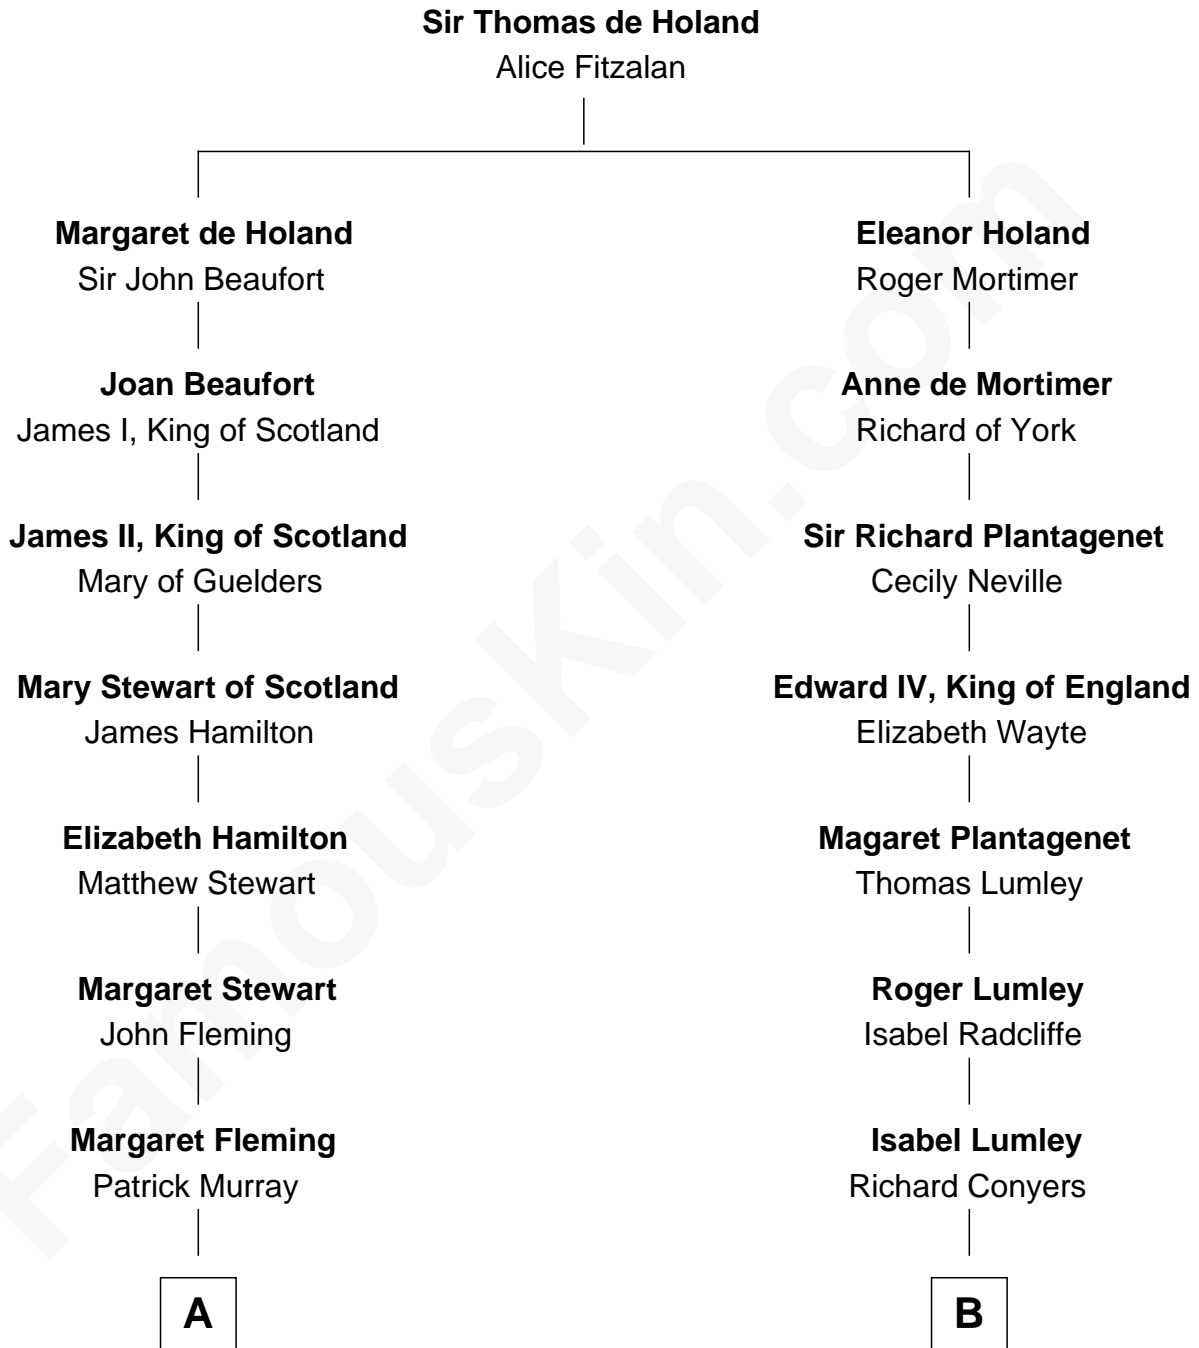 Sir Thomas de Holand
Alice Fitzalan
Margaret de Holand
Sir John Beaufort
Eleanor Holand
Roger Mortimer
Joan Beaufort
James I, King of Scotland
Anne de Mortimer
Richard of York
James II, King of Scotland
Mary of Guelders
Sir Richard Plantagenet
Cecily Neville
Mary Stewart of Scotland
James Hamilton
Edward IV, King of England
Elizabeth Wayte
Elizabeth Hamilton
Matthew Stewart
Magaret Plantagenet
Thomas Lumley
Margaret Stewart
John Fleming
Roger Lumley
Isabel Radcliffe
Margaret Fleming
Patrick Murray
Isabel Lumley
Richard Conyers
A
B
FamousKin.com